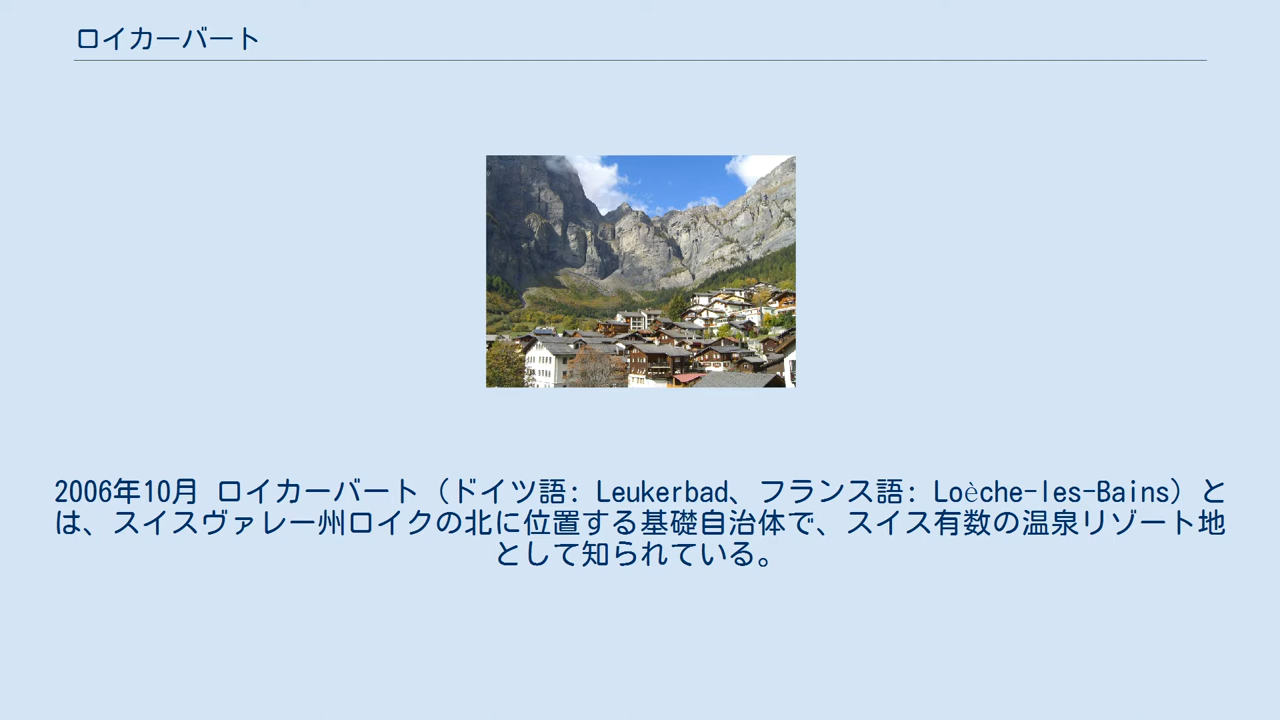 ロイカーバート
2006年10月 ロイカーバート（ドイツ語: Leukerbad、フランス語: Loèche-les-Bains）と
は、スイスヴァレー州ロイクの北に位置する基礎自治体で、スイス有数の温泉リゾート地
として知られている。